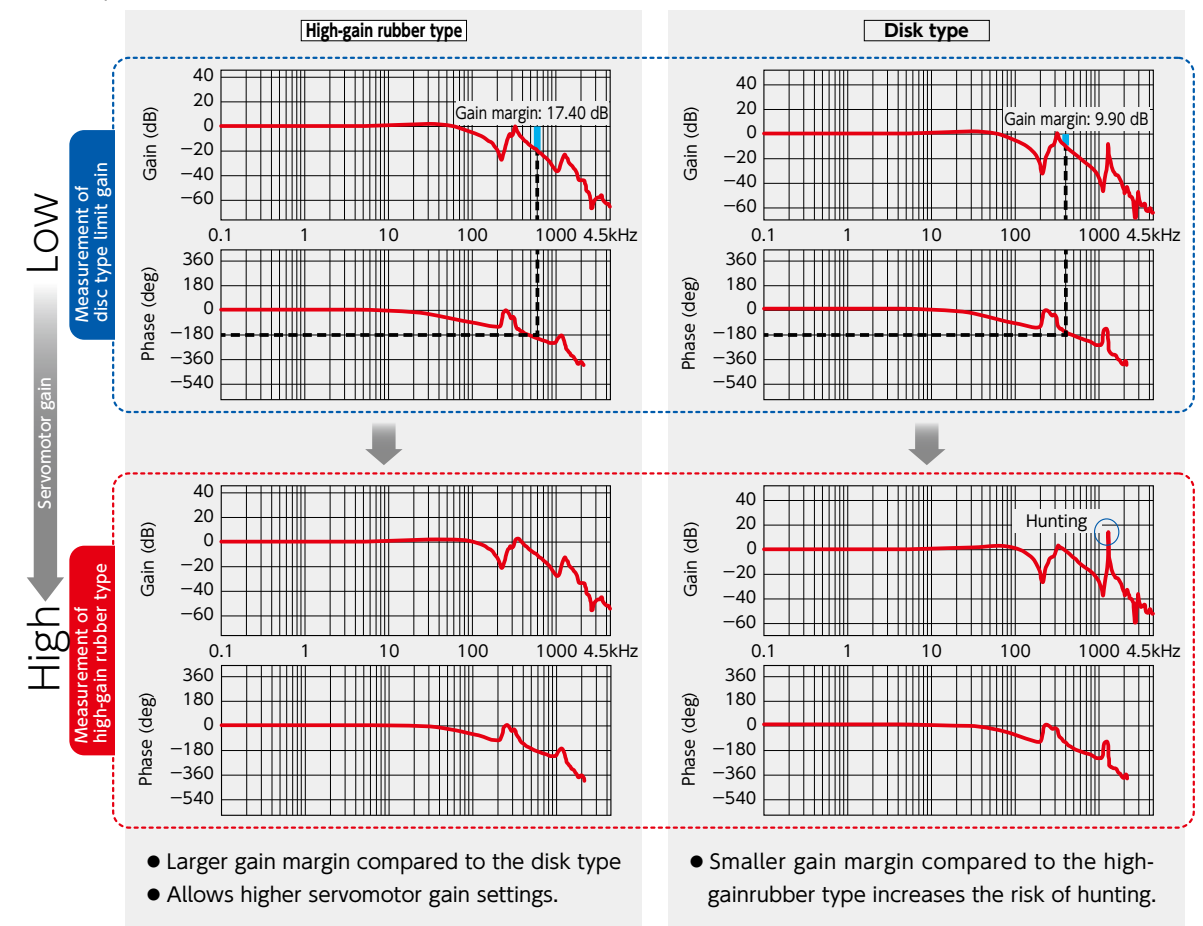 High-gain rubber type
Disk type
LOW
Servomotor gain
High
Measurement of
disc type limit gain
Gain (dB)
40
20
0
−20
−40
−60
Gain margin: 17.40 dB
0.1 1 10 100 1000 4.5kHz
Phase (deg)
360
180
0
−180
−360
−540
Gain (dB)
40
20
0
−20
−40
−60
Gain margin: 9.90 dB
0.1 1 10 100 1000 4.5kHz
Phase (deg)
360
180
0
−180
−360
−540
Measurement of
high-gain rubber type
Gain (dB)
40
20
0
−20
−40
−60
0.1 1 10 100 1000 4.5kHz
Phase (deg)
360
180
0
−180
−360
−540
Gain (dB)
40
20
0
−20
−40
−60
Hunting
0.1 1 10 100 1000 4.5kHz
Phase (deg)
360
180
0
−180
−360
−540
● Larger gain margin compared to the disk type
● Allows higher servomotor gain settings.
● Smaller gain margin compared to the high-
gainrubber type increases the risk of hunting.